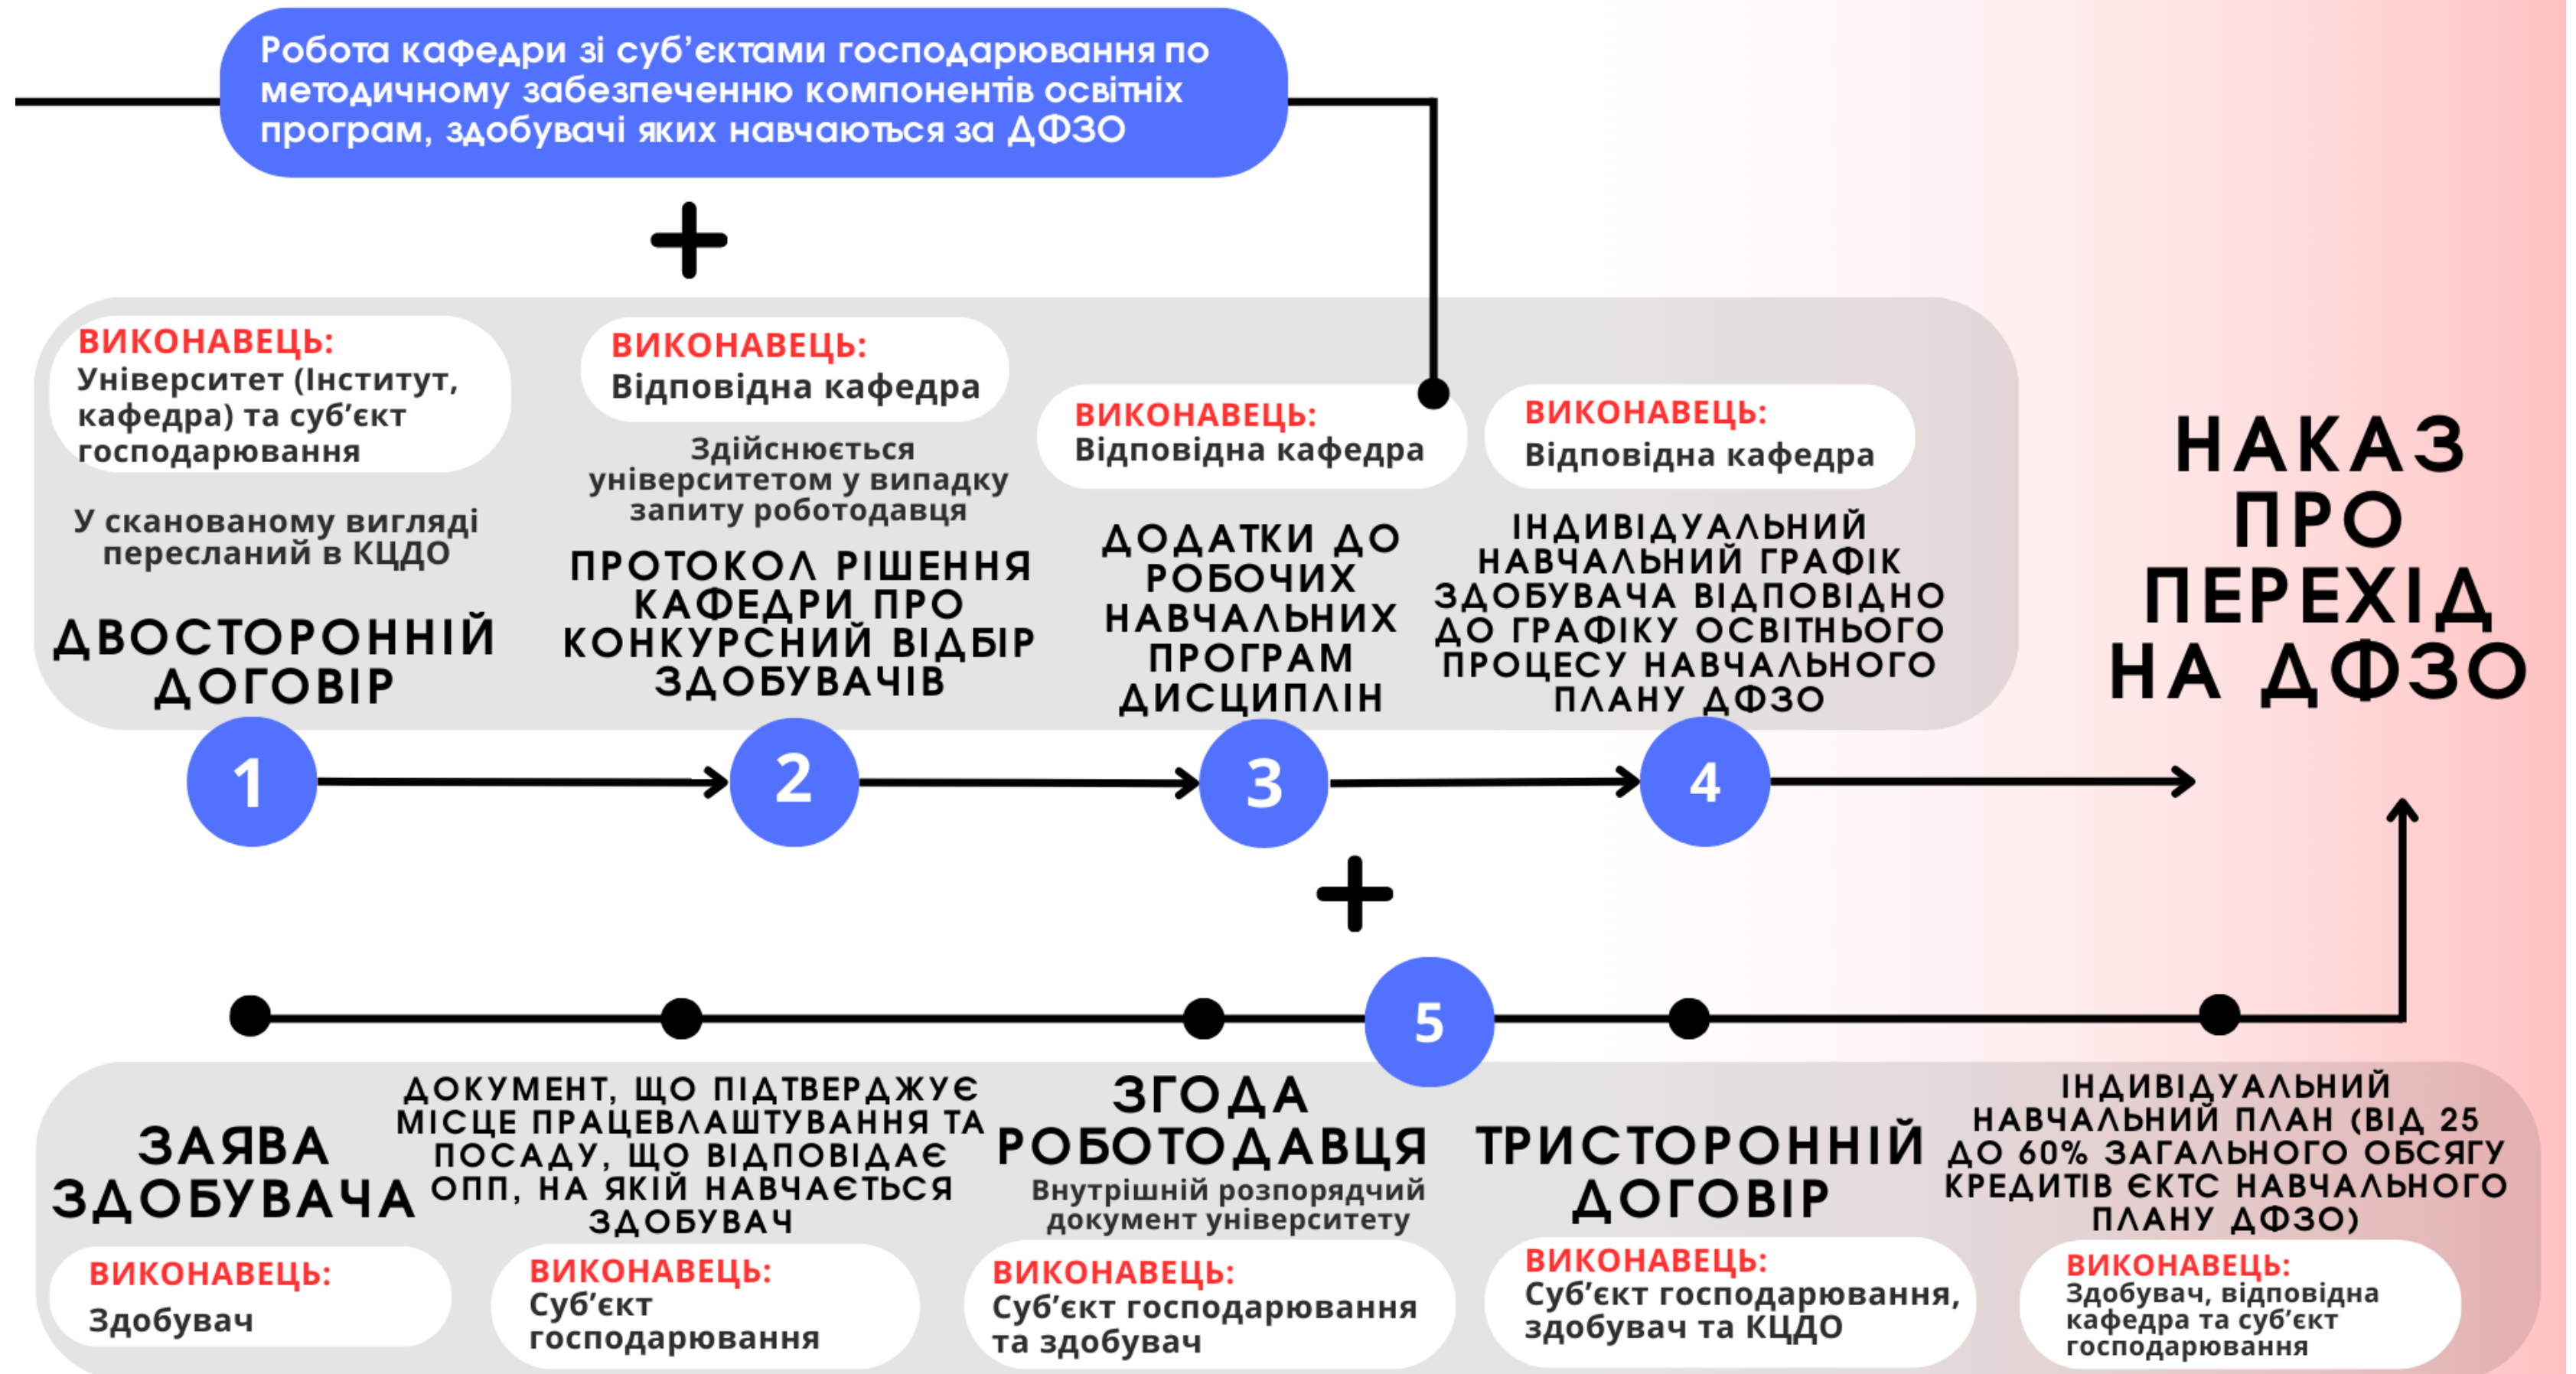 Робота кафедри зі суб’єктами господарювання по
методичному забезпеченню компонентів освітніх
програм, здобувачі яких навчаються за ДФЗО
ВИКОНАВЕЦЬ:
Університет (Інститут,
кафедра) та суб’єкт
господарювання
У сканованому вигляді
пересланий в КЦДО
ДВОСТОРОННІЙ
ДОГОВІР
1
ВИКОНАВЕЦЬ:
Відповідна кафедра
Здійснюється
університетом у випадку
запиту роботодавця
ПРОТОКОЛ РІШЕННЯ
КАФЕДРИ ПРО
КОНКУРСНИЙ ВІДБІР
ЗДОБУВАЧІВ
2
ВИКОНАВЕЦЬ:
Відповідна кафедра
ДОДАТКИ ДО
РОБОЧИХ
НАВЧАЛЬНИХ
ПРОГРАМ
ДИСЦИПЛІН
3
ВИКОНАВЕЦЬ:
Відповідна кафедра
ІНДИВІДУАЛЬНИЙ
НАВЧАЛЬНИЙ ГРАФІК
ЗДОБУВАЧА ВІДПОВІДНО
ДО ГРАФІКУ ОСВІТНЬОГО
ПРОЦЕСУ НАВЧАЛЬНОГО
ПЛАНУ ДФЗО
4
НАКАЗ
ПРО
ПЕРЕХІД
НА ДФЗО
5
ЗАЯВА
ЗДОБУВАЧА
ВИКОНАВЕЦЬ:
Здобувач
ДОКУМЕНТ, ЩО ПІДТВЕРДЖУЄ
МІСЦЕ ПРАЦЕВЛАШТУВАННЯ ТА
ПОСАДУ, ЩО ВІДПОВІДАЄ
ОПП, НА ЯКІЙ НАВЧАЄТЬСЯ
ЗДОБУВАЧ
ВИКОНАВЕЦЬ:
Суб’єкт
господарювання
ЗГОДА
РОБОТОДАВЦЯ
Внутрішній розпорядчий
документ університету
ВИКОНАВЕЦЬ:
Суб’єкт господарювання
та здобувач
ТРИСТОРОННІЙ
ДОГОВІР
ВИКОНАВЕЦЬ:
Суб’єкт господарювання,
здобувач та КЦДО
ІНДИВІДУАЛЬНИЙ
НАВЧАЛЬНИЙ ПЛАН (ВІД 25
ДО 60% ЗАГАЛЬНОГО ОБСЯГУ
КРЕДИТІВ ЄКТС НАВЧАЛЬНОГО
ПЛАНУ ДФЗО)
ВИКОНАВЕЦЬ:
Здобувач, відповідна
кафедра та суб’єкт
господарювання